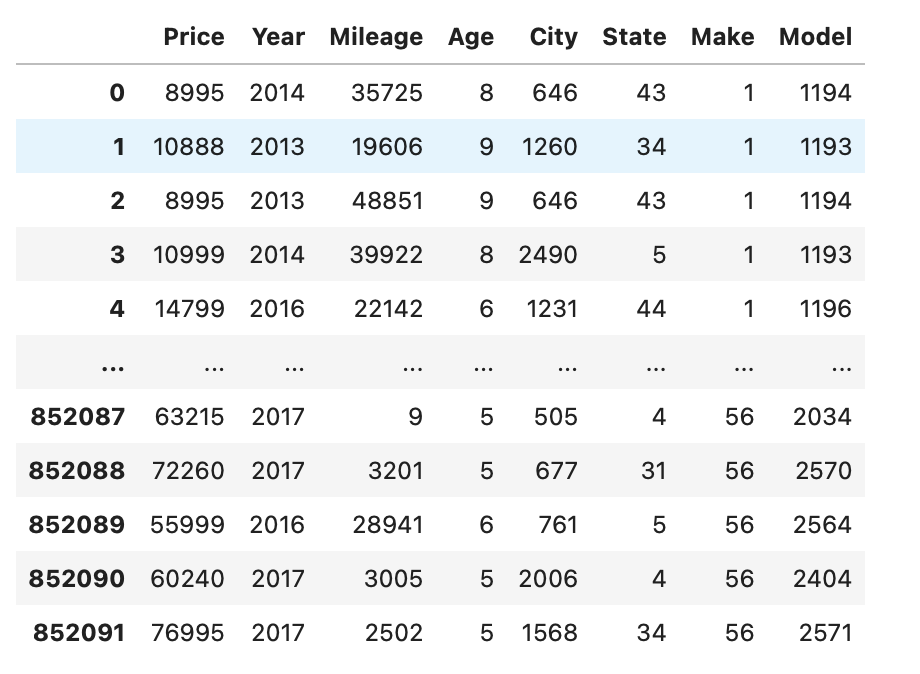 Price Year Mileage Age City State Make Model
0 8995 2014 35725 8 646 43 1 1194
1 10888 2013 19606 9 1260 34 1 1193
2 8995 2013 48851 9 646 43 1 1194
3 10999 2014 39922 8 2490 5 1 1193
4 14799 2016 22142 6 1231 44 1 1196
... ... ... ... ... ... ... ... ...
852087 63215 2017 9 5 505 4 56 2034
852088 72260 2017 3201 5 677 31 56 2570
852089 55999 2016 28941 6 761 5 56 2564
852090 60240 2017 3005 5 2006 4 56 2404
852091 76995 2017 2502 5 1568 34 56 2571